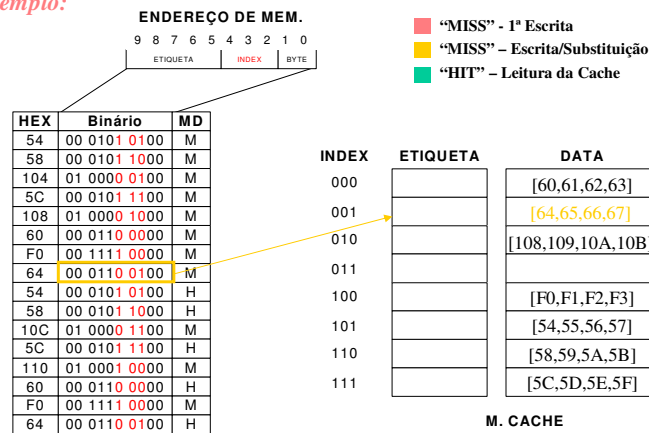 emplo:
ENDEREÇO DE MEM.
9 8 7 6 5 4 3 2 1 0
ETIQUETA INDEX BYTE
“MISS” - 1ª Escrita
“MISS” – Escrita/Substituição
“HIT” – Leitura da Cache
HEX Binário MD
54 00 0101 0100 M
58 00 0101 1000 M
104 01 0000 0100 M
5C 00 0101 1100 M
108 01 0000 1000 M
60 00 0110 0000 M
F0 00 1111 0000 M
64 00 0110 0100 M
54 00 0101 0100 H
58 00 0101 1000 H
10C 01 0000 1100 M
5C 00 0101 1100 H
110 01 0001 0000 M
60 00 0110 0000 H
F0 00 1111 0000 M
64 00 0110 0100 H
INDEX ETIQUETA DATA
000 [60,61,62,63]
001 [64,65,66,67]
010 [108,109,10A,10B]
011
100 [F0,F1,F2,F3]
101 [54,55,56,57]
110 [58,59,5A,5B]
111 [5C,5D,5E,5F]
M. CACHE